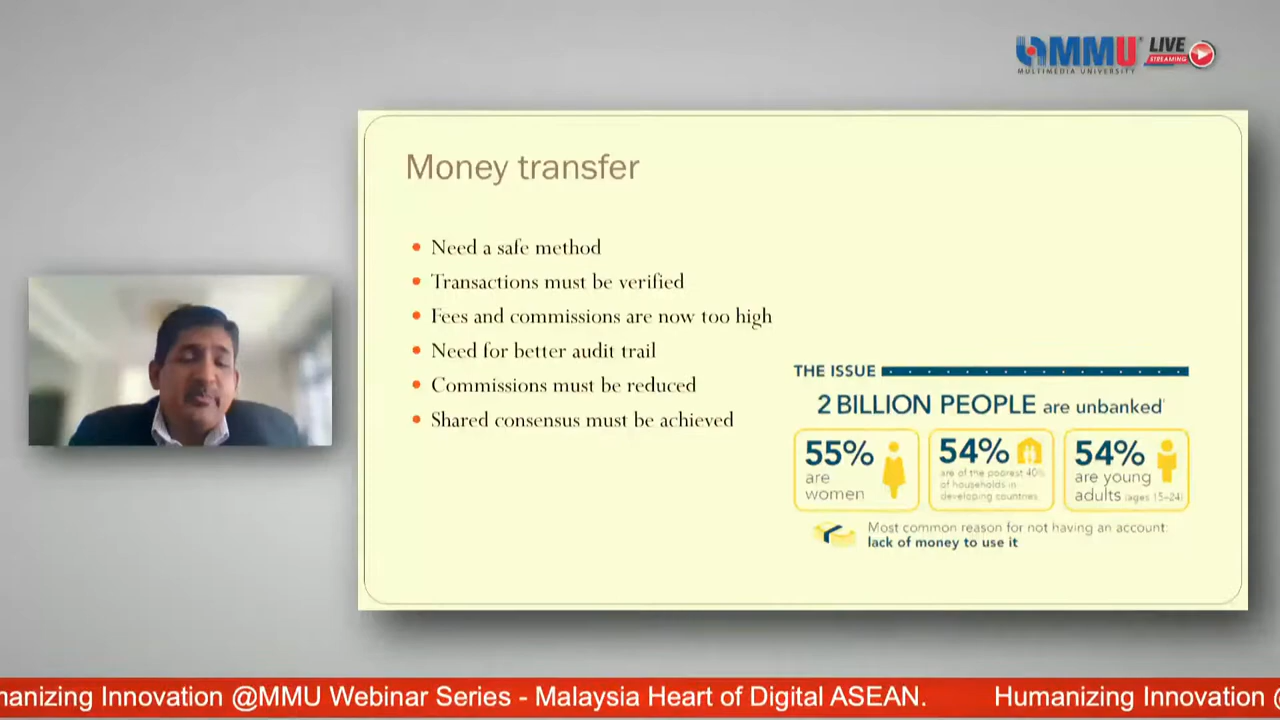 MMU
MULTIMEDIA UNIVERSITY
LIVE
STREAMING
Money transfer
Need a safe method
Transactions must be verified
Fees and commissions are now too high
Need for better audit trail
Commissions must be reduced
Shared consensus must be achieved
THE ISSUE
2 BILLION PEOPLE are unbanked
55%
are
women
54%
are of the poorest 40%
of households in
developing countries
54%
are young
adults (ages 15–24)
Most common reason for not having an account:
lack of money to use it
manizing Innovation @MMU Webinar Series - Malaysia Heart of Digital ASEAN. Humanizing Innovation @